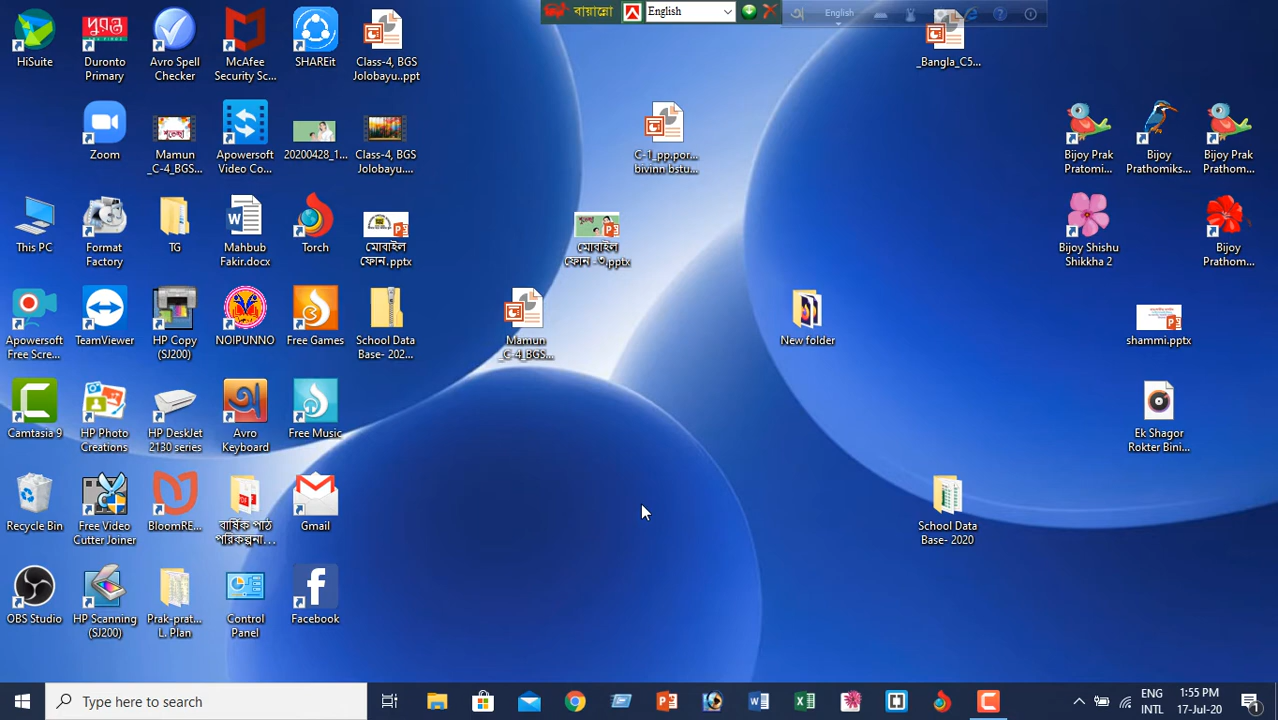 বায়ান্নো English
English
HiSuite
Duronto
Primary
Avro Spell
Checker
McAfee
Security Sc...
SHAREit
Class-4, BGS
Jolobayu..ppt
_Bangla_C5...
Zoom
Mamun
_C-4_BGS...
Apowersoft
Video Co...
20200428_1...
Class-4, BGS
Jolobayu....
C-1_pp;por...
bivinn bstu...
Bijoy Prak
Pratomi...
Bijoy
Prathomiks...
Bijoy Prak
Prathom...
This PC
Format
Factory
TG
Mahbub
Fakir.docx
Torch
মোবাইল
ফোন.pptx
মোবাইল
ফোন -৩.pptx
Bijoy Shishu
Shikkha 2
Bijoy
Prathom...
Apowersoft
Free Scre...
TeamViewer
HP Copy
(SJ200)
NOIPUNNO
Free Games
School Data
Base- 202...
Mamun
_C-4_BGS...
New folder
shammi.pptx
Camtasia 9
HP Photo
Creations
HP DeskJet
2130 series
Avro
Keyboard
Free Music
Ek Shagor
Rokter Bini...
Recycle Bin
Free Video
Cutter Joiner
BloomRE...
বার্ষিক পাঠ
পরিকল্পনা...
Gmail
School Data
Base- 2020
OBS Studio
HP Scanning
(SJ200)
Prak-prat...
L. Plan
Control
Panel
Facebook
Type here to search
ENG
INTL
1:55 PM
17-Jul-20
1